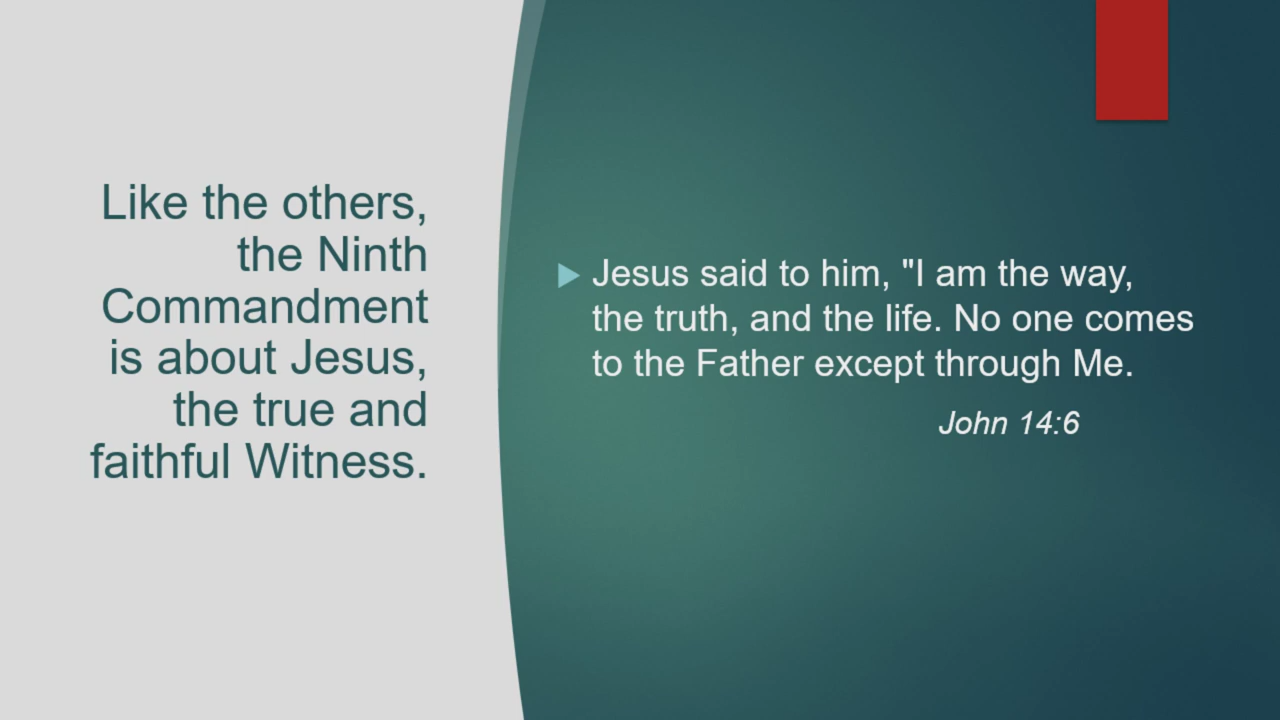 Like the others,
the Ninth
Commandment
is about Jesus,
the true and
faithful Witness.
Jesus said to him, "I am the way,
the truth, and the life. No one comes
to the Father except through Me.
John 14:6